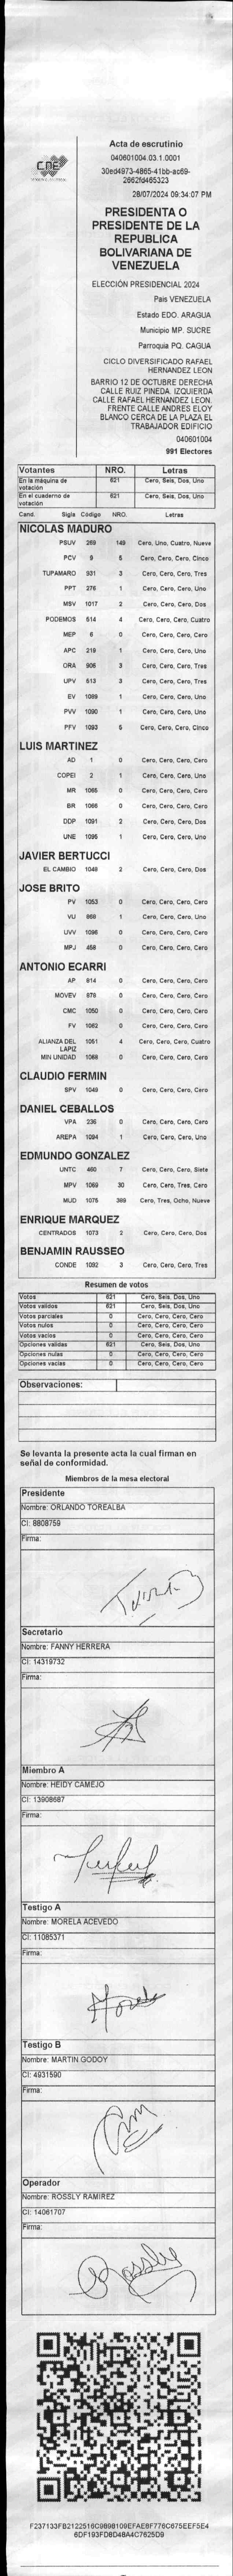 CNE
Acta de escrutinio
040601004.03.1.0001
30ed4973-4865-41bb-ac69-
2662fd465323
28/07/2024 09:34:07 PM
PRESIDENTA O
PRESIDENTE DE LA
REPUBLICA
BOLIVARIANA DE
VENEZUELA
ELECCIÓN PRESIDENCIAL 2024
Pais VENEZUELA
Estado EDO. ARAGUA
Municipio MP. SUCRE
Parroquia PQ. CAGUA
CICLO DIVERSIFICADO RAFAEL
HERNANDEZ LEON
BARRIO 12 DE OCTUBRE DERECHA
CALLE RUIZ PINEDA. IZQUIERDA
CALLE RAFAEL HERNANDEZ LEON.
FRENTE CALLE ANDRES ELOY
BLANCO CERCA DE LA PLAZA EL
TRABAJADOR EDIFICIO
040601004
991 Electores
Votantes NRO. Letras
En la máquina de votación 621 Cero, Seis, Dos, Uno
En el cuaderno de votación 621 Cero, Seis, Dos, Uno
Cand. Sigla Código NRO. Letras
NICOLAS MADURO
PSUV 269 149 Cero, Uno, Cuatro, Nueve
PCV 9 5 Cero, Cero, Cero, Cinco
TUPAMARO 931 3 Cero, Cero, Cero, Tres
PPT 276 1 Cero, Cero, Cero, Uno
MSV 1017 2 Cero, Cero, Cero, Dos
PODEMOS 514 4 Cero, Cero, Cero, Cuatro
MEP 6 0 Cero, Cero, Cero, Cero
APC 219 1 Cero, Cero, Cero, Uno
ORA 906 3 Cero, Cero, Cero, Tres
UPV 513 3 Cero, Cero, Cero, Tres
EV 1089 1 Cero, Cero, Cero, Uno
PVV 1090 1 Cero, Cero, Cero, Uno
PFV 1093 5 Cero, Cero, Cero, Cinco
LUIS MARTINEZ
AD 1 0 Cero, Cero, Cero, Cero
COPEI 2 1 Cero, Cero, Cero, Uno
MR 1065 0 Cero, Cero, Cero, Cero
BR 1066 0 Cero, Cero, Cero, Cero
DDP 1091 2 Cero, Cero, Cero, Dos
UNE 1095 1 Cero, Cero, Cero, Uno
JAVIER BERTUCCI
EL CAMBIO 1048 2 Cero, Cero, Cero, Dos
JOSE BRITO
PV 1053 0 Cero, Cero, Cero, Cero
VU 868 1 Cero, Cero, Cero, Uno
UVV 1096 0 Cero, Cero, Cero, Cero
MPJ 458 0 Cero, Cero, Cero, Cero
ANTONIO ECARRI
AP 914 0 Cero, Cero, Cero, Cero
MOVEV 878 0 Cero, Cero, Cero, Cero
CMC 1050 0 Cero, Cero, Cero, Cero
FV 1062 0 Cero, Cero, Cero, Cero
ALIANZA DEL LAPIZ 1051 4 Cero, Cero, Cero, Cuatro
MIN UNIDAD 1068 0 Cero, Cero, Cero, Cero
CLAUDIO FERMIN
SPV 1049 0 Cero, Cero, Cero, Cero
DANIEL CEBALLOS
VPA 236 0 Cero, Cero, Cero, Cero
AREPA 1094 1 Cero, Cero, Cero, Uno
EDMUNDO GONZALEZ
UNTC 460 7 Cero, Cero, Cero, Siete
MPV 1069 30 Cero, Cero, Tres, Cero
MUD 1075 389 Cero, Tres, Ocho, Nueve
ENRIQUE MARQUEZ
CENTRADOS 1073 2 Cero, Cero, Cero, Dos
BENJAMIN RAUSSEO
CONDE 1092 3 Cero, Cero, Cero, Tres
Resumen de votos
Votos 621 Cero, Seis, Dos, Uno
Votos validos 621 Cero, Seis, Dos, Uno
Votos parciales 0 Cero, Cero, Cero, Cero
Votos nulos 0 Cero, Cero, Cero, Cero
Votos vacios 0 Cero, Cero, Cero, Cero
Opciones validas 621 Cero, Seis, Dos, Uno
Opciones nulas 0 Cero, Cero, Cero, Cero
Opciones vacias 0 Cero, Cero, Cero, Cero
Observaciones:
Se levanta la presente acta la cual firman en
señal de conformidad.
Miembros de la mesa electoral
Presidente
Nombre: ORLANDO TOREALBA
CI: 8808759
Firma:
Secretario
Nombre: FANNY HERRERA
CI: 14319732
Firma:
Miembro A
Nombre: HEIDY CAMEJO
CI: 13908687
Firma:
Testigo A
Nombre: MORELA ACEVEDO
CI: 11085371
Firma:
Testigo B
Nombre: MARTIN GODOY
CI: 4931590
Firma:
Operador
Nombre: ROSSLY RAMIREZ
CI: 14061707
Firma:
Rossly
F237133FB2122516C9898109EFAE8F776C675EEF5E4
6DF193FD8D48A4C7625D9